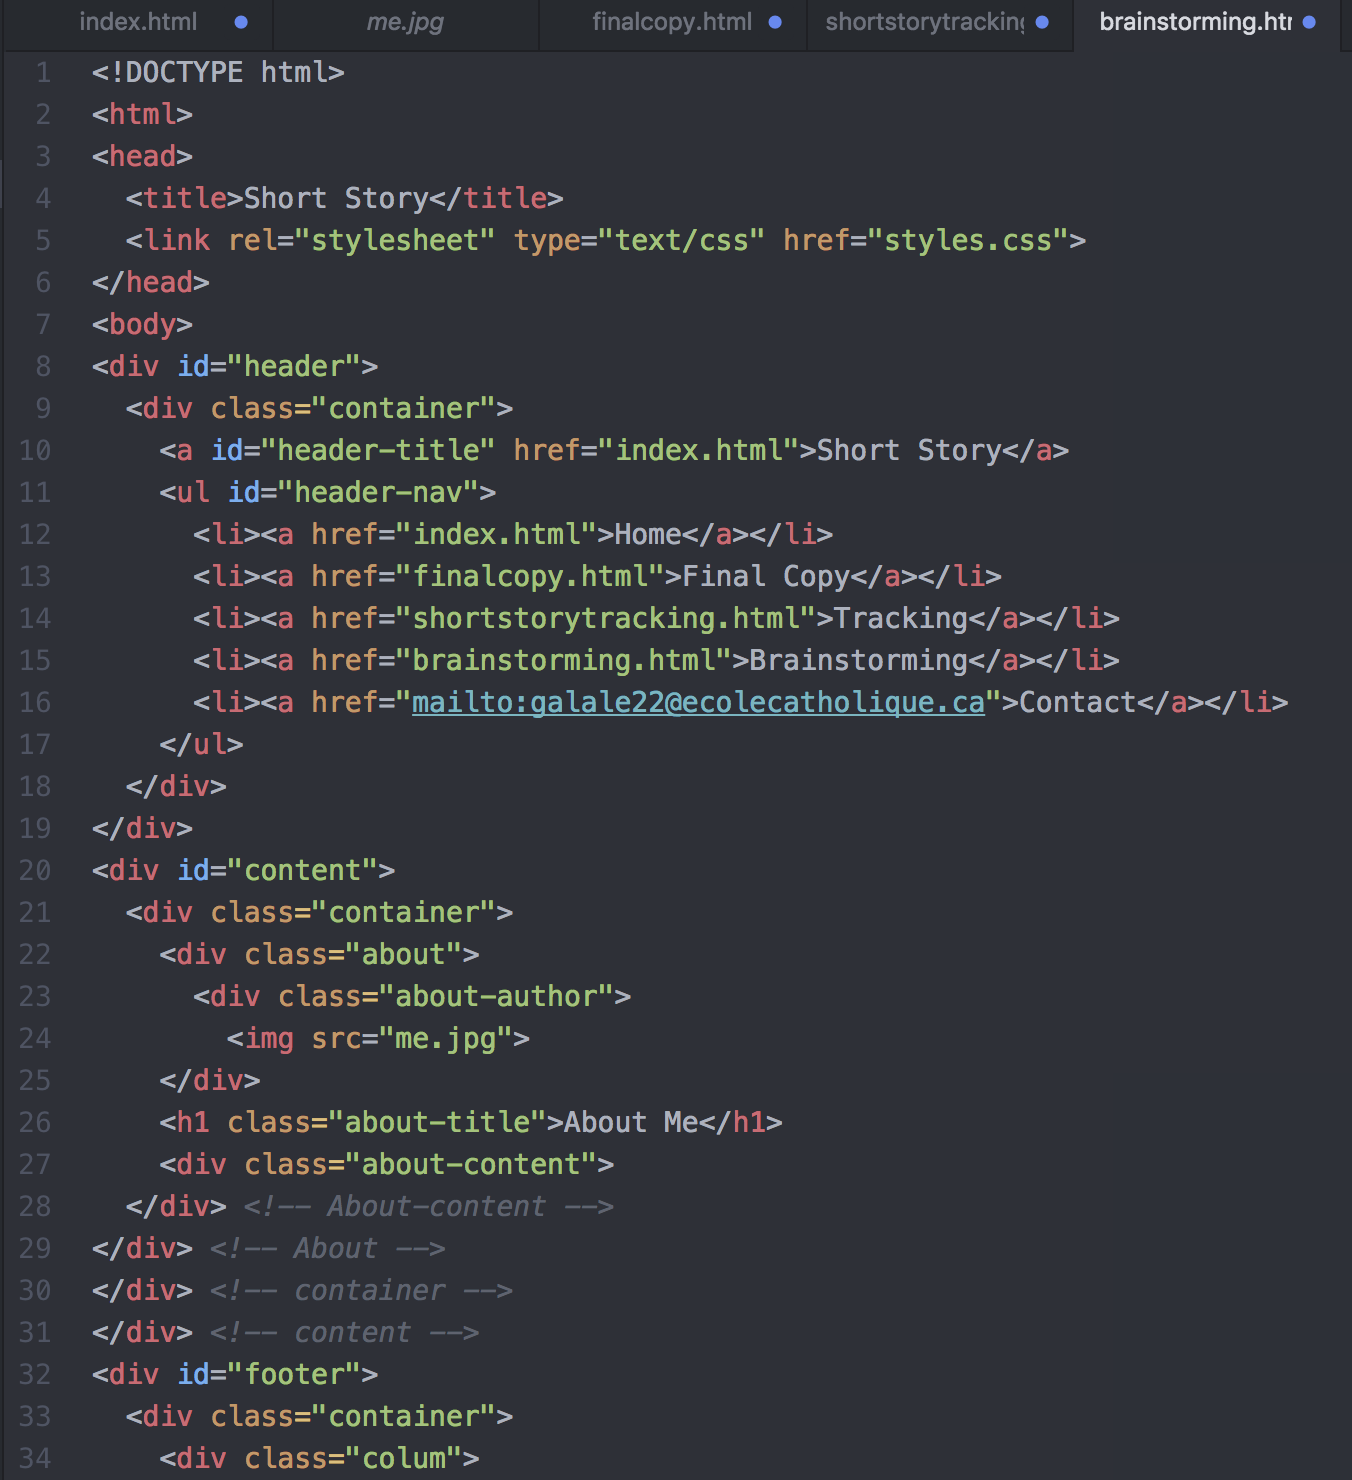 index.html me.jpg finalcopy.html shortstorytracking brainstorming.htm
1 <!DOCTYPE html>
2 <html>
3 <head>
4 <title>Short Story</title>
5 <link rel="stylesheet" type="text/css" href="styles.css">
6 </head>
7 <body>
8 <div id="header">
9 <div class="container">
10 <a id="header-title" href="index.html">Short Story</a>
11 <ul id="header-nav">
12 <li><a href="index.html">Home</a></li>
13 <li><a href="finalcopy.html">Final Copy</a></li>
14 <li><a href="shortstorytracking.html">Tracking</a></li>
15 <li><a href="brainstorming.html">Brainstorming</a></li>
16 <li><a href="mailto:galale22@ecolecatholique.ca">Contact</a></li>
17 </ul>
18 </div>
19 </div>
20 <div id="content">
21 <div class="container">
22 <div class="about">
23 <div class="about-author">
24 <img src="me.jpg">
25 </div>
26 <h1 class="about-title">About Me</h1>
27 <div class="about-content">
28 </div> <!-- About-content -->
29 </div> <!-- About -->
30 </div> <!-- container -->
31 </div> <!-- content -->
32 <div id="footer">
33 <div class="container">
34 <div class="colum">